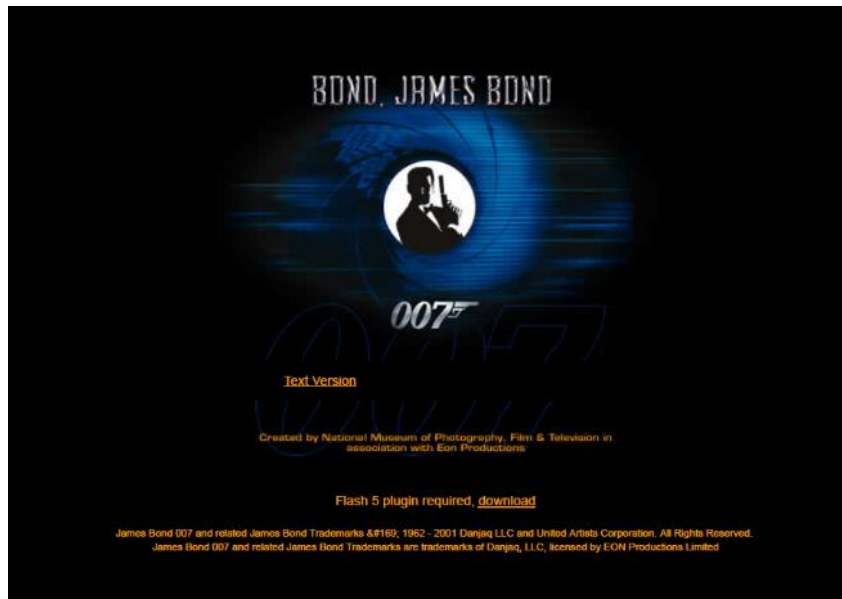 BOND, JAMES BOND
007
007
Text Version
Created by National Museum of Photography, Film & Television in
association with Eon Productions
Flash 5 plugin required, download
James Bond 007 and related James Bond Trademarks &#169; 1962 - 2001 Danjaq LLC and United Artists Corporation. All Rights Reserved.
James Bond 007 and related James Bond Trademarks are trademarks of Danjaq, LLC, licensed by EON Productions Limited